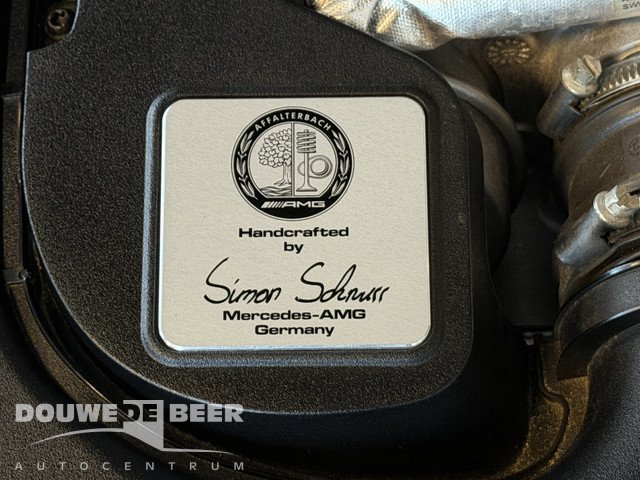 AFFALTERBACH
AMG
Handcrafted
by
Simon Schnurr
Mercedes-AMG
Germany
DOUWE DE BEER
AUTOCENTRUM